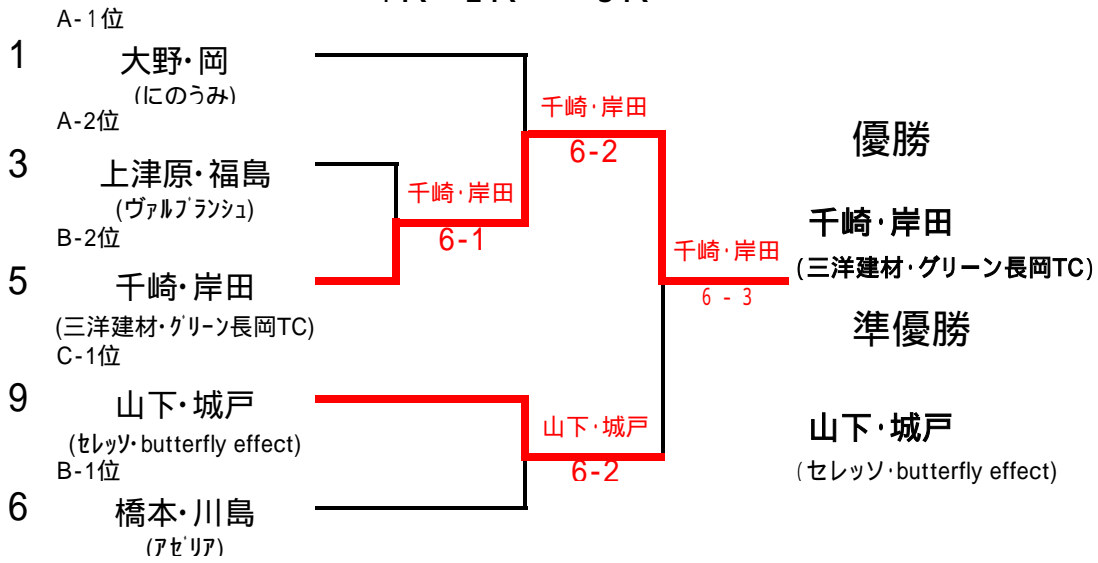 A-1位
1
大野・岡
(にのうみ)
A-2位
3
上津原・福島
(ヴァルブランシュ)
B-2位
5
千崎・岸田
(三洋建材・グリーン長岡TC)
C-1位
9
山下・城戸
(セレッソ・butterfly effect)
B-1位
6
橋本・川島
(アゼリア)
千崎・岸田
6-1
千崎・岸田
6-2
山下・城戸
6-2
千崎・岸田
6 - 3
優勝
千崎・岸田
(三洋建材・グリーン長岡TC)
準優勝
山下・城戸
(セレッソ・butterfly effect)